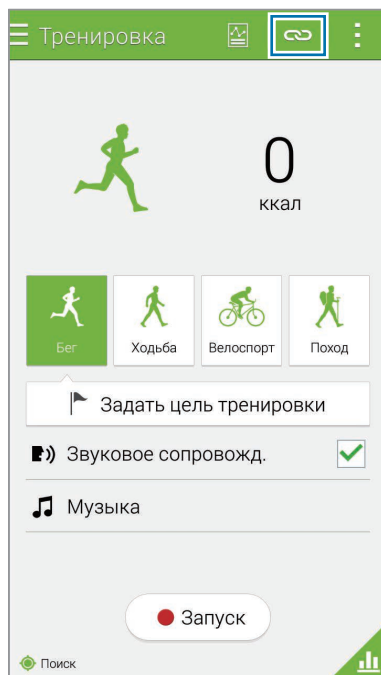 Тренировка
0
ккал
Бег
Ходьба
Велоспорт
Поход
Задать цель тренировки
Звуковое сопровожд.
Музыка
Запуск
Поиск